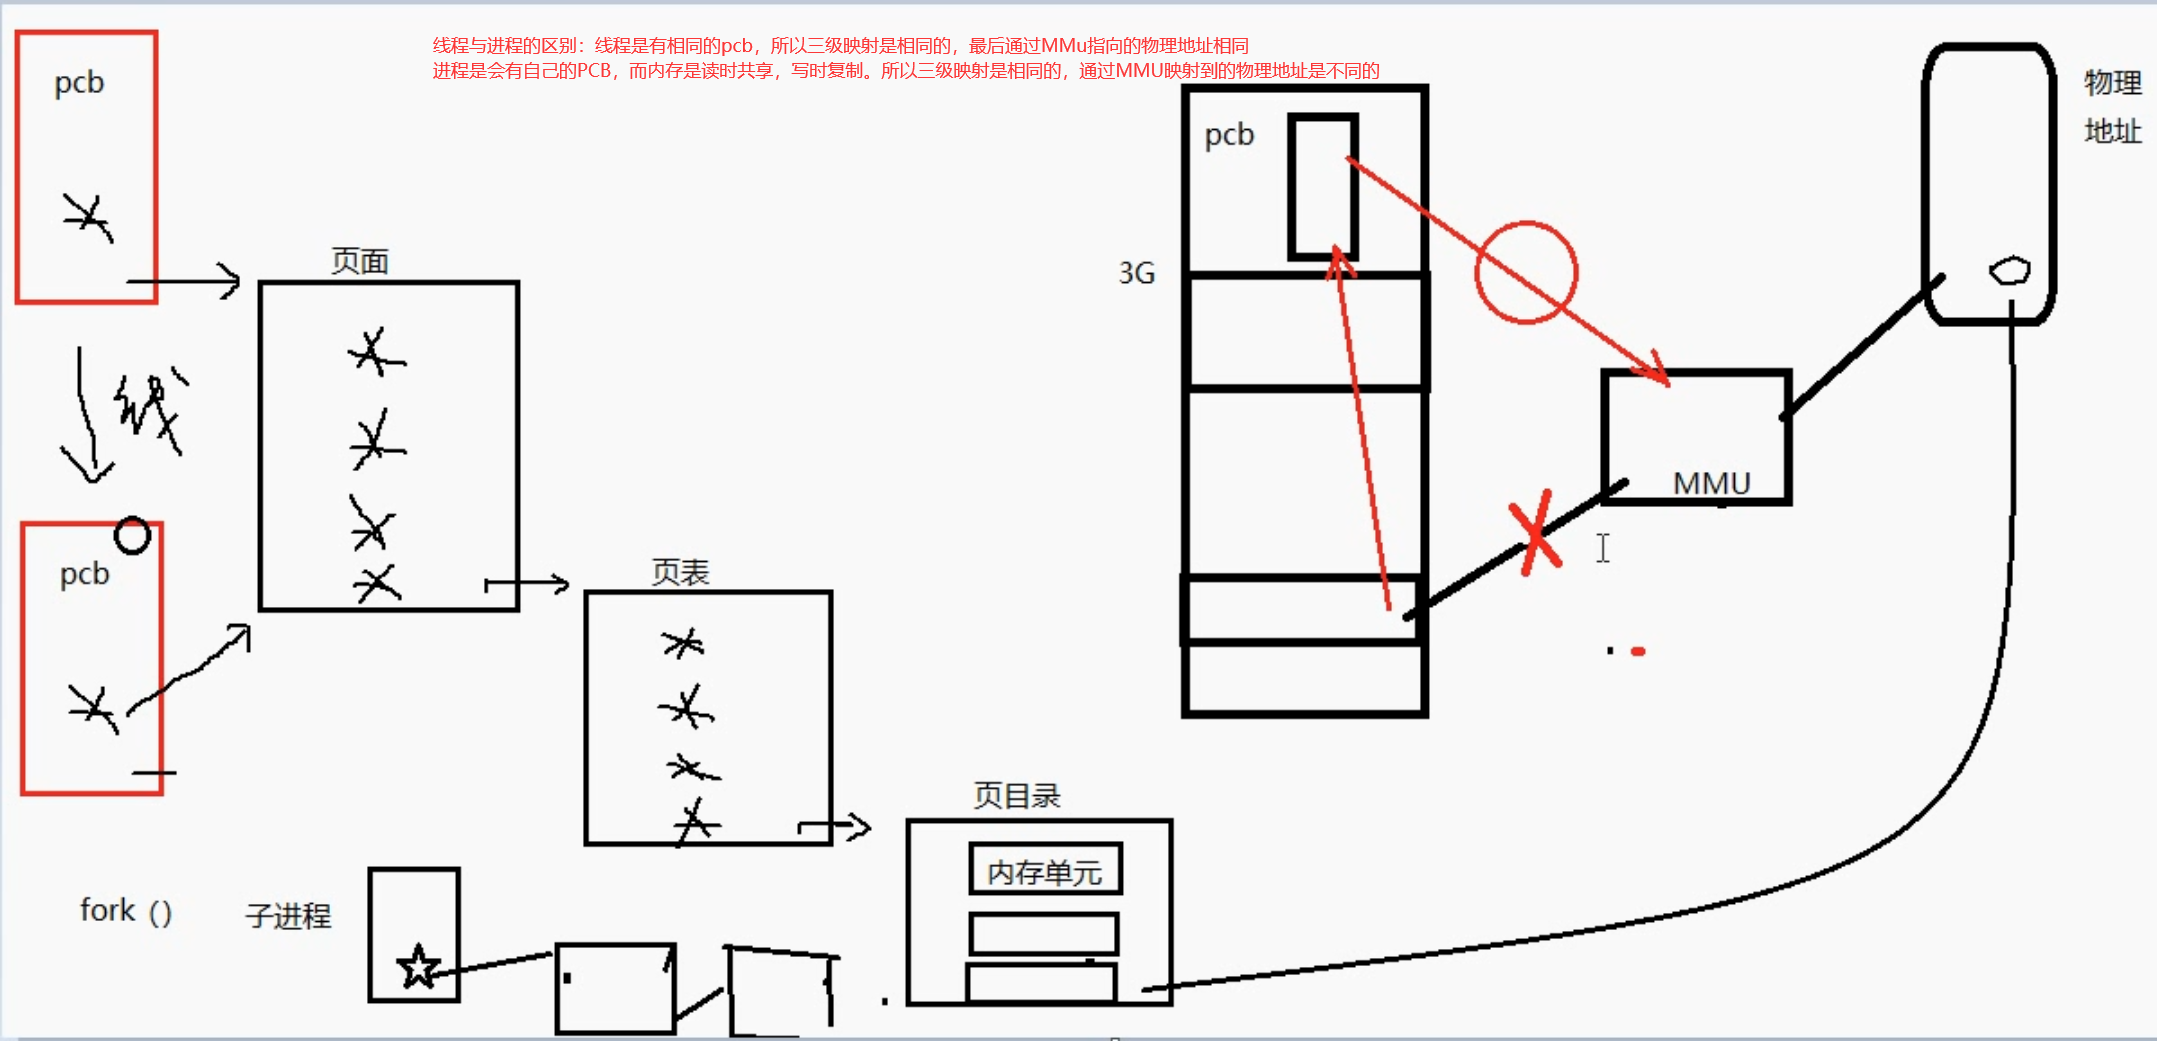 线程与进程的区别：线程是有相同的pcb，所以三级映射是相同的，最后通过MMu指向的物理地址相同
进程是会有自己的PCB，而内存是读时共享，写时复制。所以三级映射是相同的，通过MMU映射到的物理地址是不同的
pcb
页面
线
pcb
页表
页目录
内存单元
fork（）
子进程
pcb
3G
MMU
物理
地址